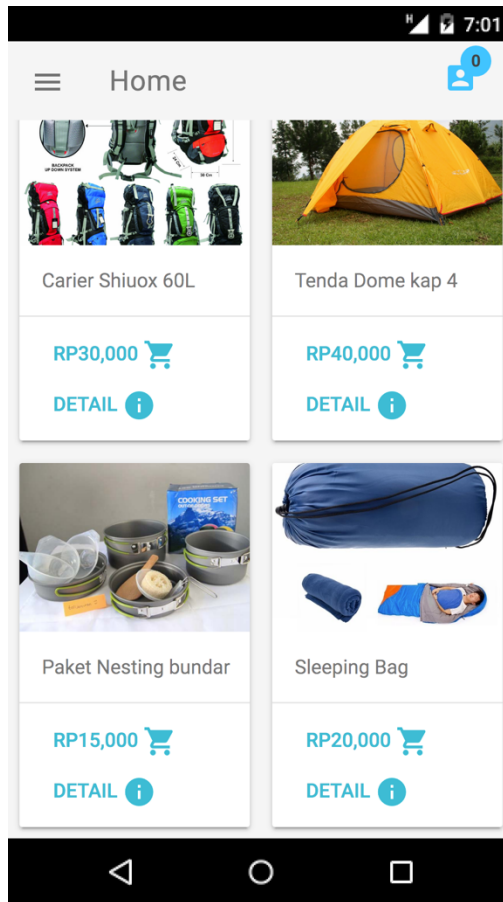 H
7:01
Home
0
BACKPACK
UP DOWN SYSTEM
Carier Shiuox 60L
Tenda Dome kap 4
RP30,000
RP40,000
DETAIL
DETAIL
COOKING SET
Paket Nesting bundar
Sleeping Bag
RP15,000
RP20,000
DETAIL
DETAIL